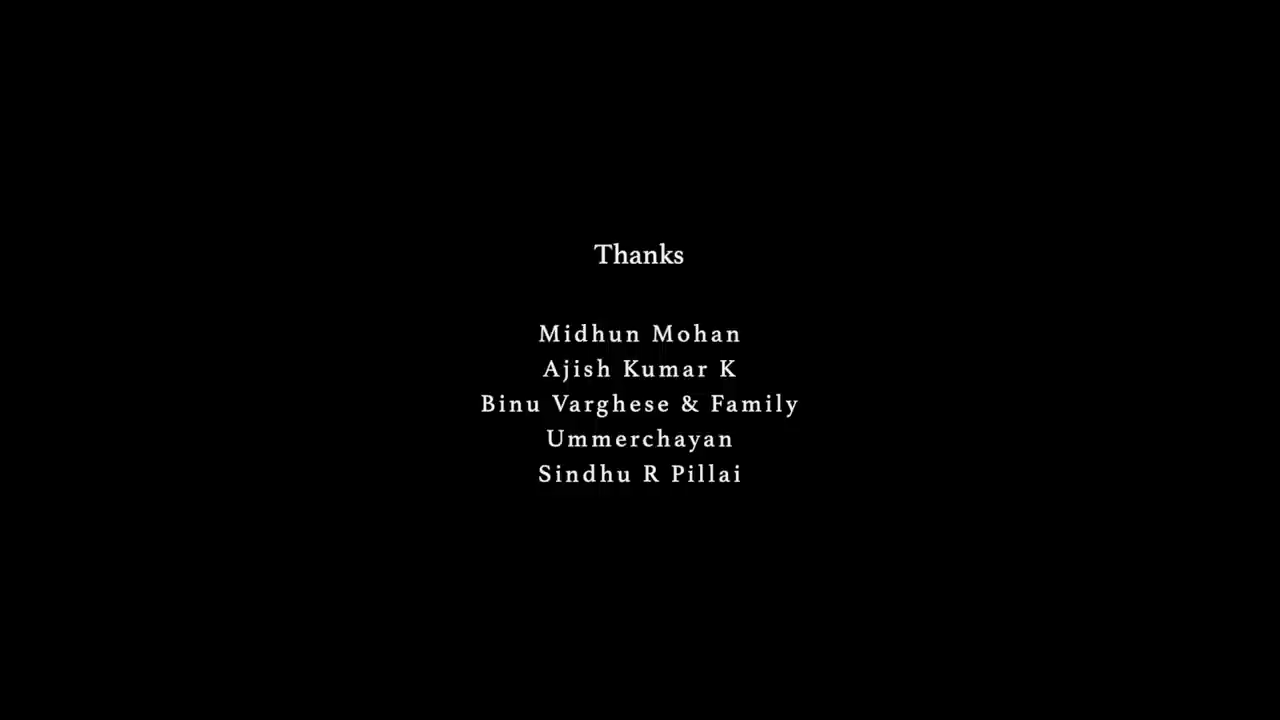 Thanks
Midhun Mohan
Ajish Kumar K
Binu Varghese & Family
Ummerchayan
Sindhu R Pillai